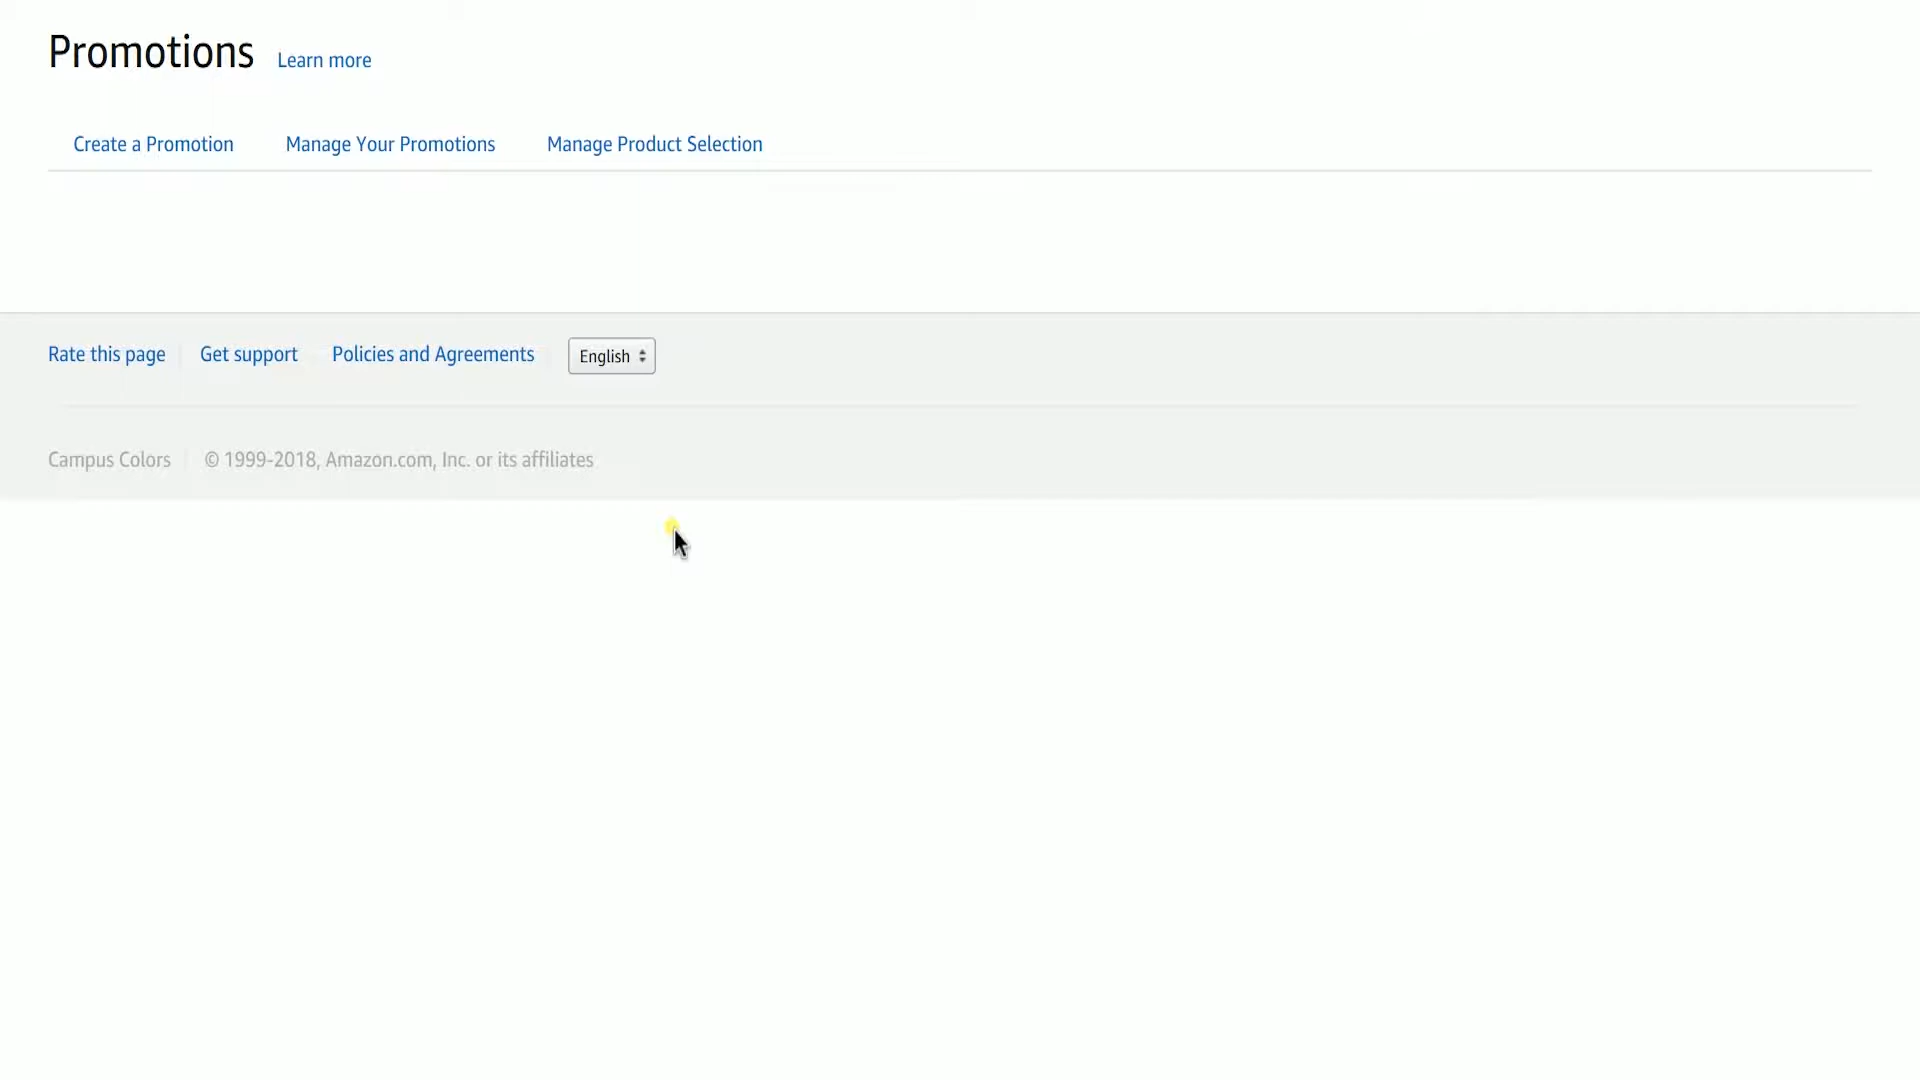 Promotions Learn more
Create a Promotion Manage Your Promotions Manage Product Selection
Rate this page Get support Policies and Agreements English
Campus Colors © 1999-2018, Amazon.com, Inc. or its affiliates